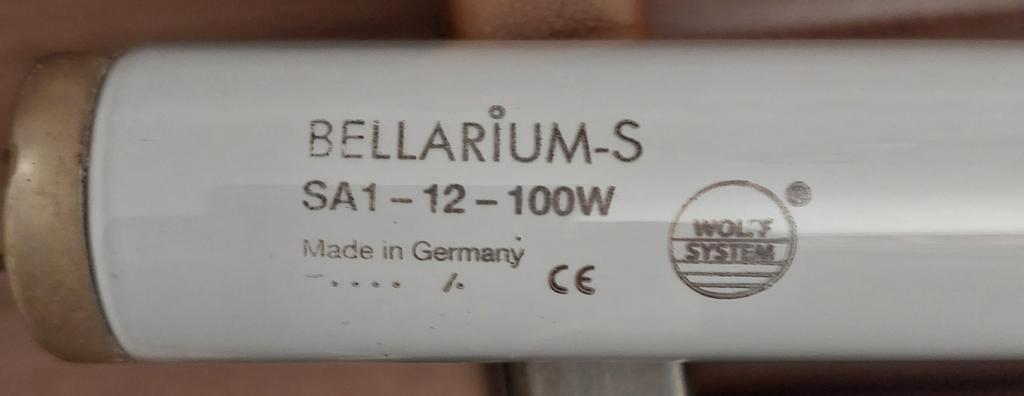 BELLARIUM-S
SA1-12-100W
Made in Germany
CE
WOLFF
SYSTEM
®